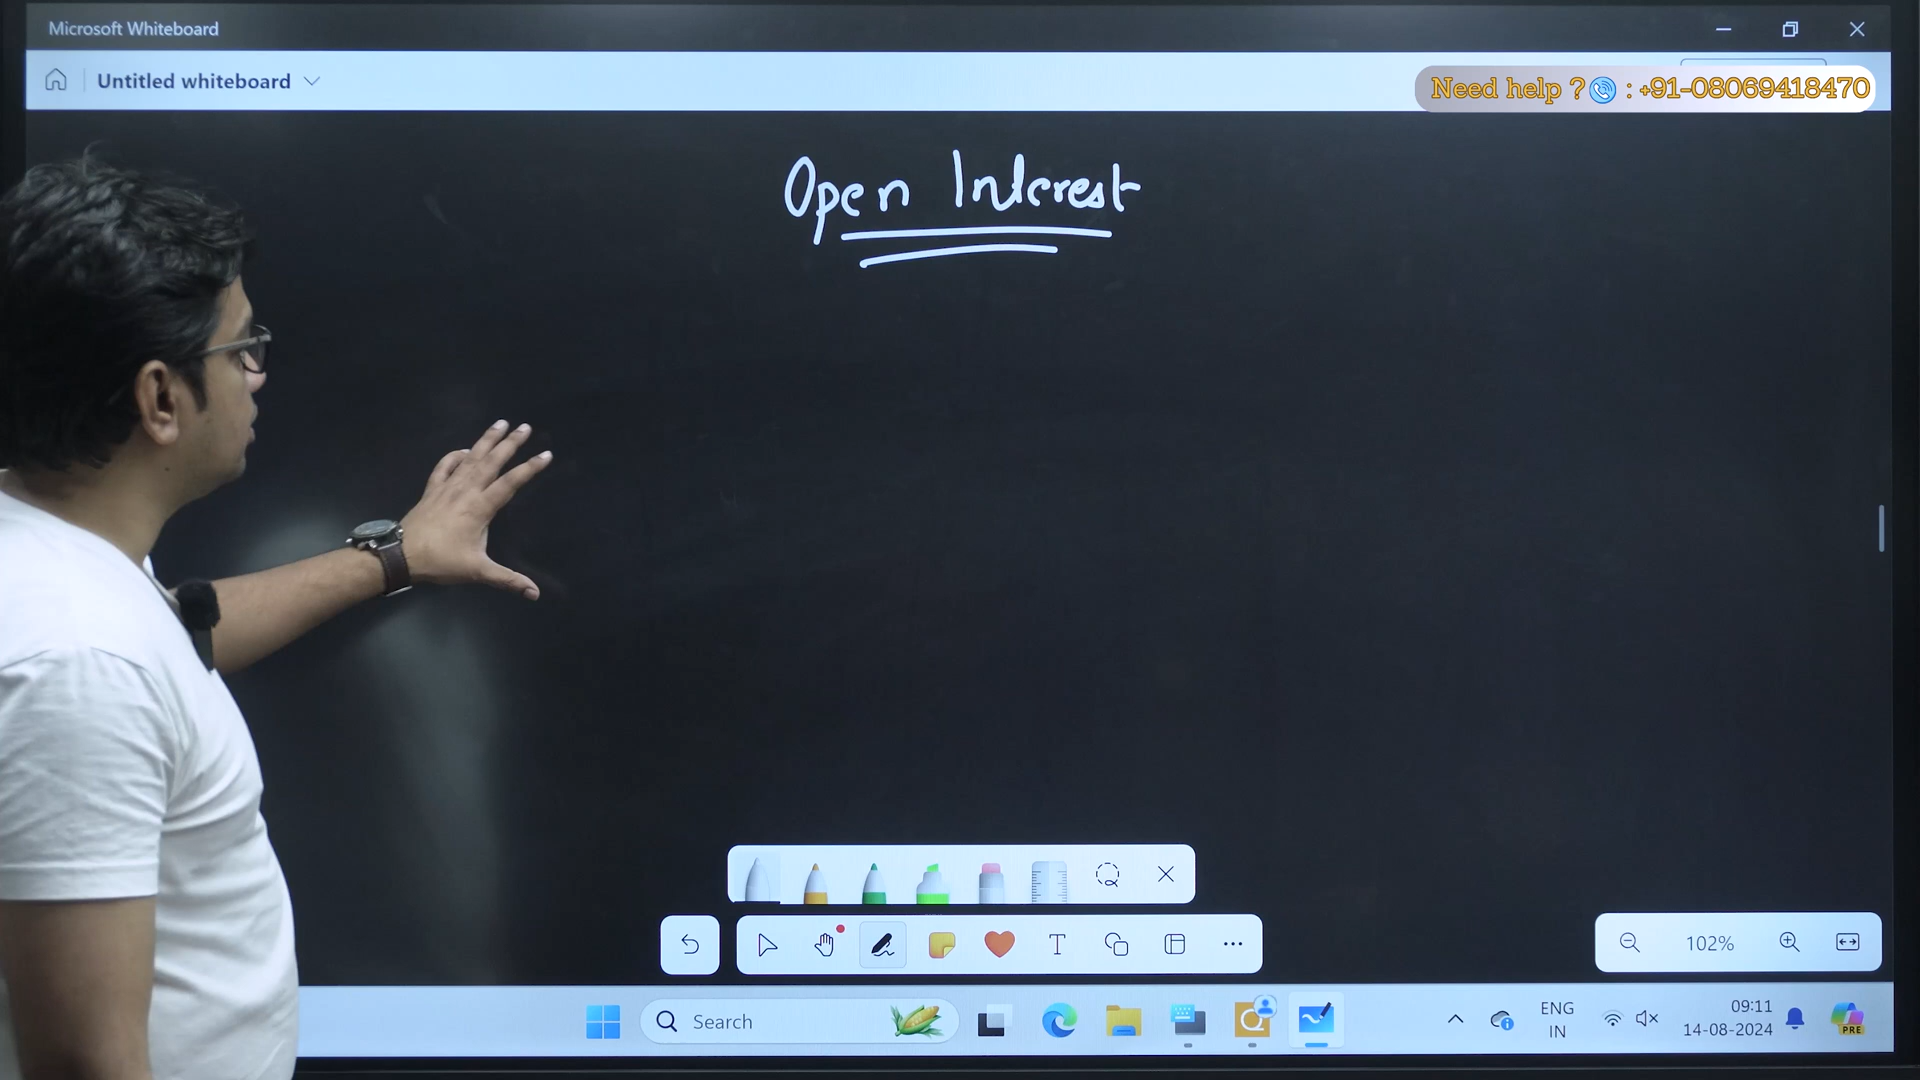 Microsoft Whiteboard
Untitled whiteboard
Need help ? : +91-08069418470
Open Interest
102%
Search
ENG
IN
09:11
14-08-2024
PRE